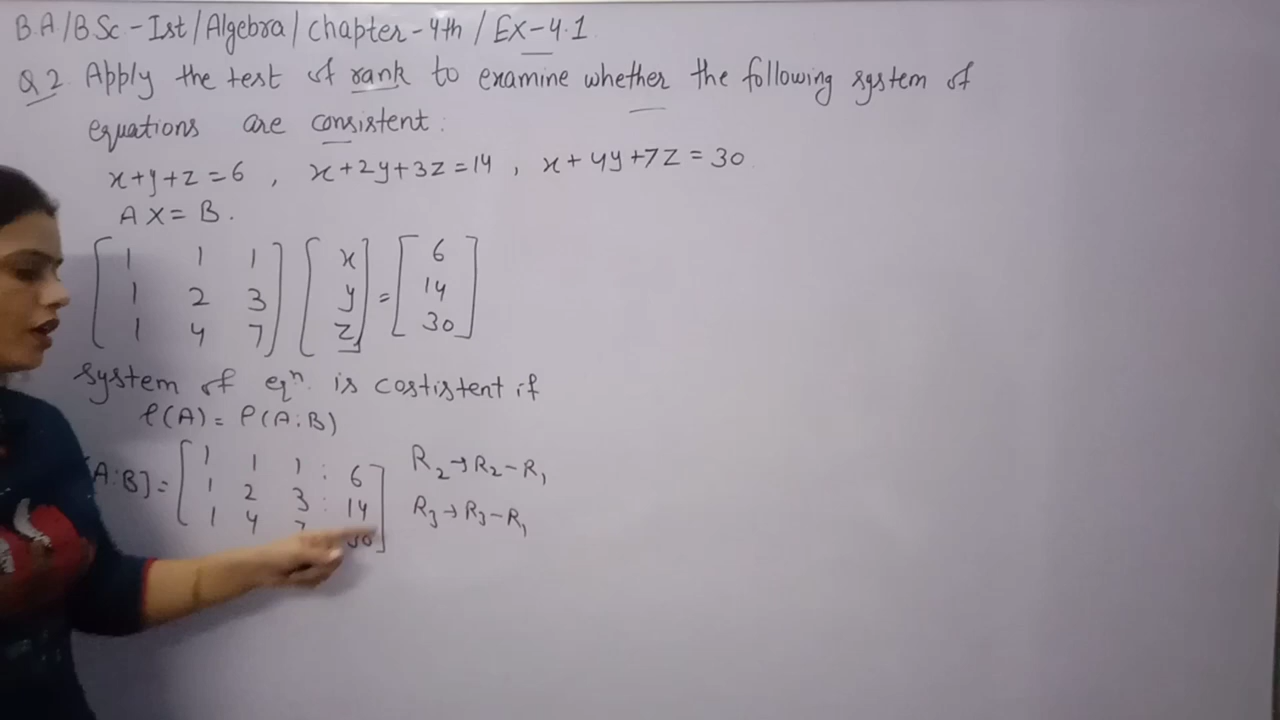 B.A/BSc-Ist/Algebra/Chapter-4th/Ex-4.1
Q2 Apply the test of rank to examine whether the following system of
equations are consistent:
x+y+z=6, x+2y+3z=14, x+4y+7z=30
AX=B.
[1 1 1] [x] = [6]
[1 2 3] [y] [14]
[1 4 7] [z] [30]
system of eqⁿ. is costistent if
ρ(A)=ρ(A:B)
A:B]=[1 1 1 : 6] R₂→R₂-R₁
1 2 3 : 14 R₃→R₃-R₁
1 4 30